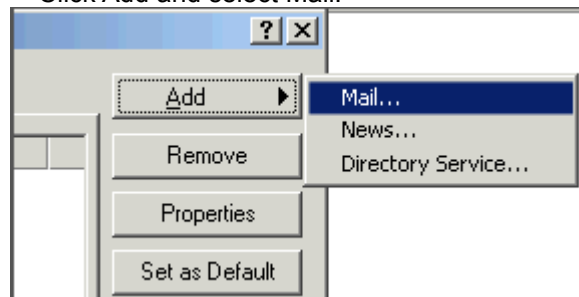 Click Add and select Mail.
Add
Mail...
News...
Remove
Directory Service...
Properties
Set as Default